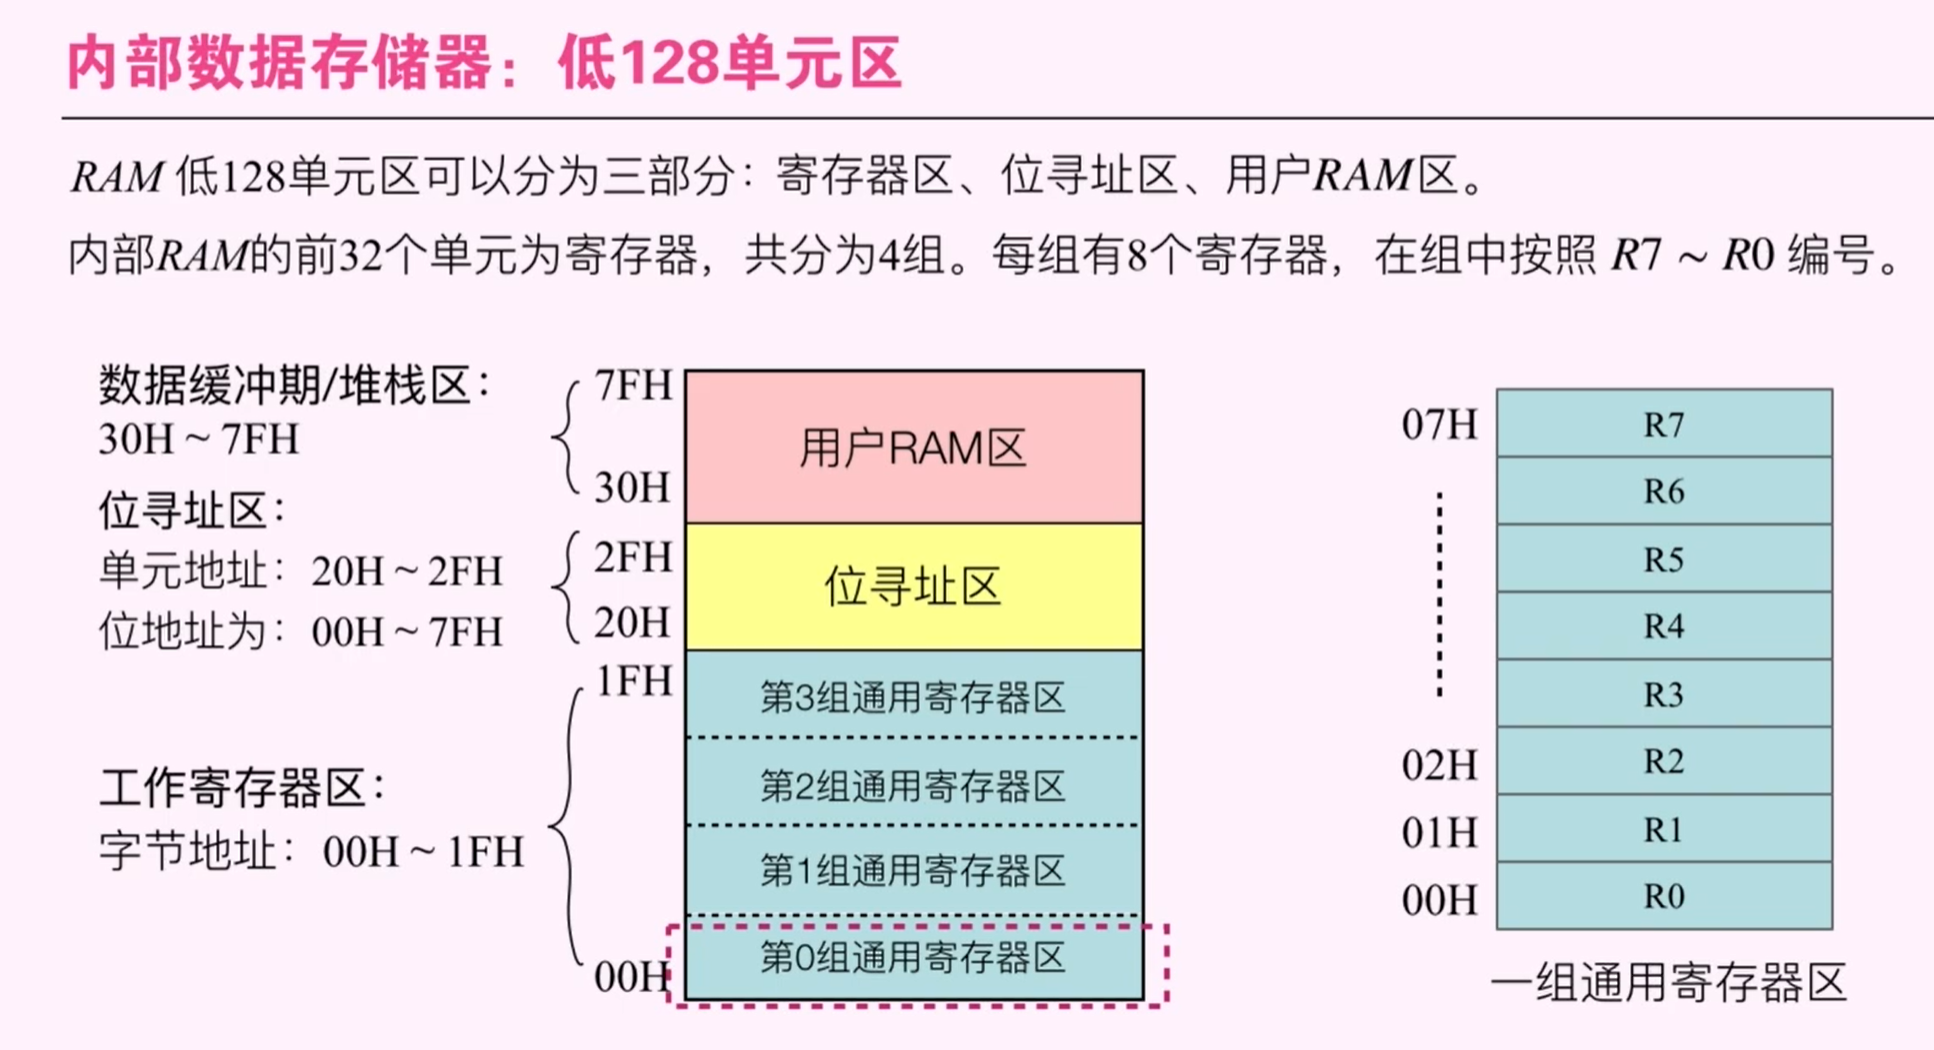 内部数据存储器：低128单元区
RAM 低128单元区可以分为三部分：寄存器区、位寻址区、用户RAM区。
内部RAM的前32个单元为寄存器，共分为4组。每组有8个寄存器，在组中按照 R7 ~ R0 编号。
数据缓冲期/堆栈区：
30H ~ 7FH
位寻址区：
单元地址：20H ~ 2FH
位地址为：00H ~ 7FH
工作寄存器区：
字节地址：00H ~ 1FH
7FH
用户RAM区
30H
2FH
位寻址区
20H
1FH
第3组通用寄存器区
第2组通用寄存器区
第1组通用寄存器区
第0组通用寄存器区
00H
07H R7
R6
R5
R4
R3
02H R2
01H R1
00H R0
一组通用寄存器区